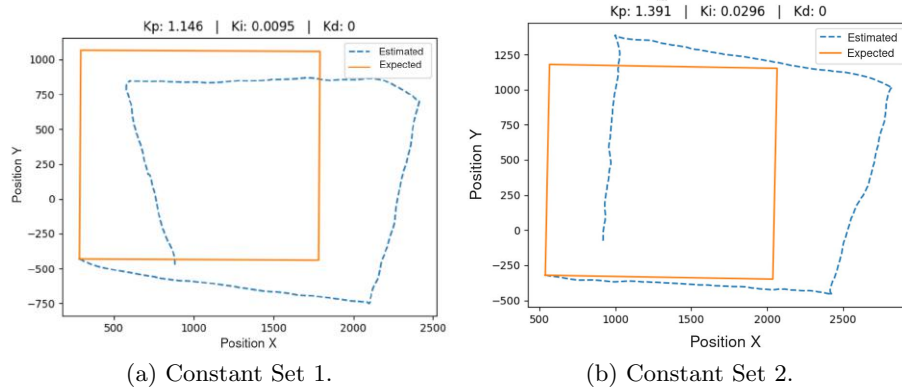 Kp: 1.146 | Ki: 0.0095 | Kd: 0
Estimated
Expected
1000
750
500
250
0
−250
−500
−750
Position Y
500
1000
1500
2000
2500
Position X
(a) Constant Set 1.
Kp: 1.391 | Ki: 0.0296 | Kd: 0
Estimated
Expected
1250
1000
750
500
250
0
−250
−500
Position Y
500
1000
1500
2000
2500
Position X
(b) Constant Set 2.